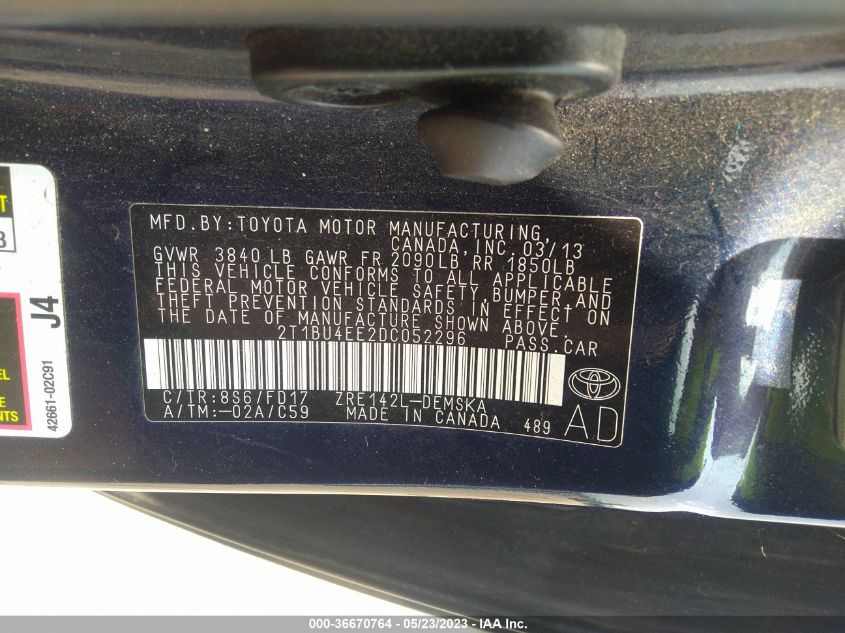 MFD. BY: TOYOTA MOTOR MANUFACTURING,
CANADA, INC. 03/13
GVWR 3840 LB GAWR FR 2090LB RR 1850LB
THIS VEHICLE CONFORMS TO ALL APPLICABLE
FEDERAL MOTOR VEHICLE SAFETY, BUMPER, AND
THEFT PREVENTION STANDARDS IN EFFECT ON
THE DATE OF MANUFACTURE SHOWN ABOVE.
2T1BU4EE2DC052296 PASS. CAR
C/TR: 8S6/FD17 ZRE142L-DEMSKA
A/TM: -02A/C59 MADE IN CANADA 489 AD
J4
42661-02C91
NTS
000-36670764 - 05/23/2023 - IAA Inc.